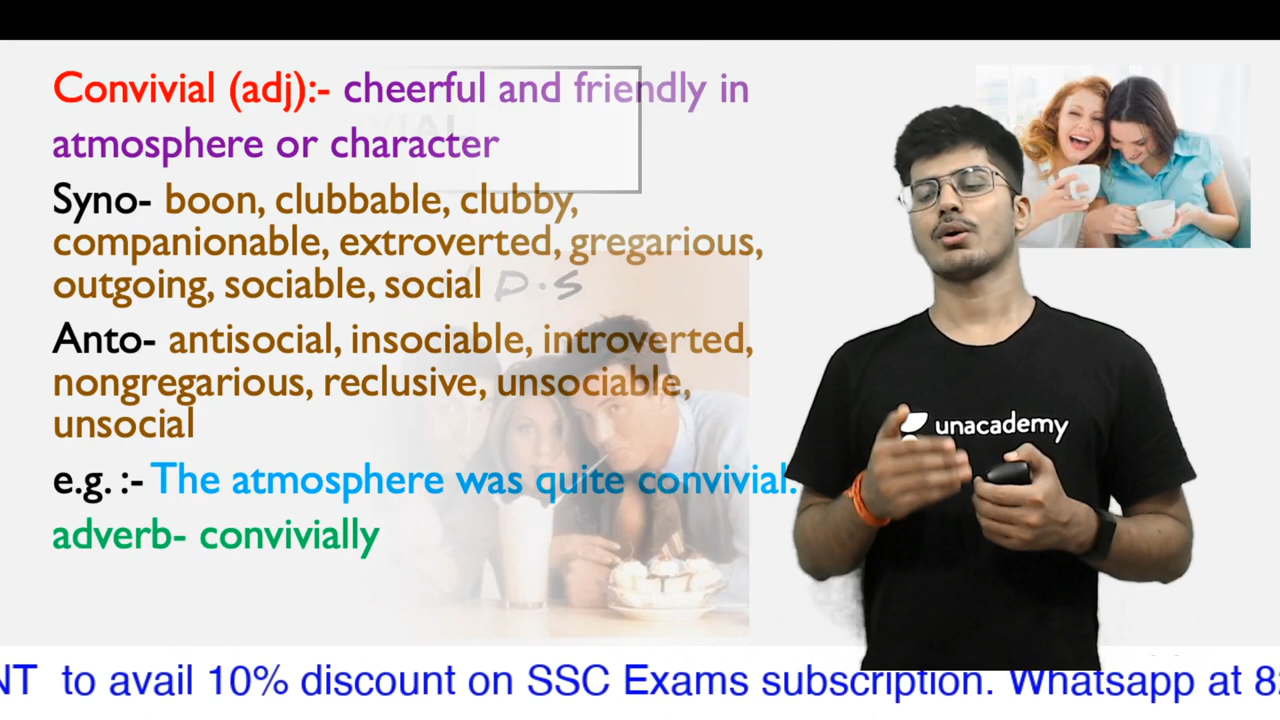 Convivial (adj):- cheerful and friendly in
atmosphere or character
Syno- boon, clubbable, clubby,
companionable, extroverted, gregarious,
outgoing, sociable, social
D.S
Anto- antisocial, insociable, introverted,
nongregarious, reclusive, unsociable,
unsocial
e.g. :- The atmosphere was quite convivial.
adverb- convivially
unacademy
NT to avail 10% discount on SSC Exams subscription. Whatsapp at 82